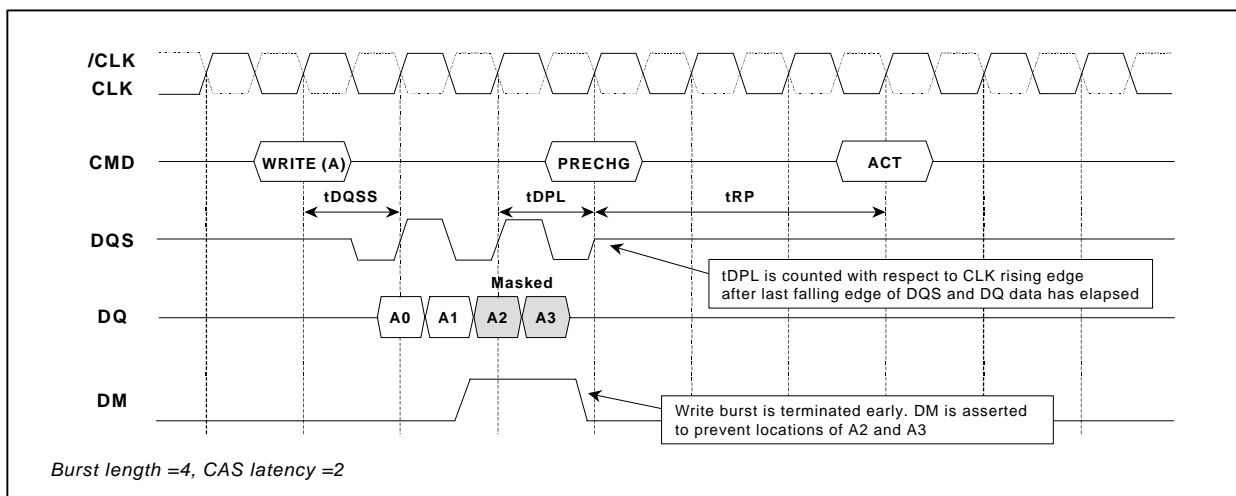 /CLK
CLK
CMD
WRITE (A)
PRECHG
ACT
tDQSS
tDPL
tRP
DQS
tDPL is counted with respect to CLK rising edge
after last falling edge of DQS and DQ data has elapsed
Masked
DQ
A0
A1
A2
A3
DM
Write burst is terminated early. DM is asserted
to prevent locations of A2 and A3
Burst length =4, CAS latency =2